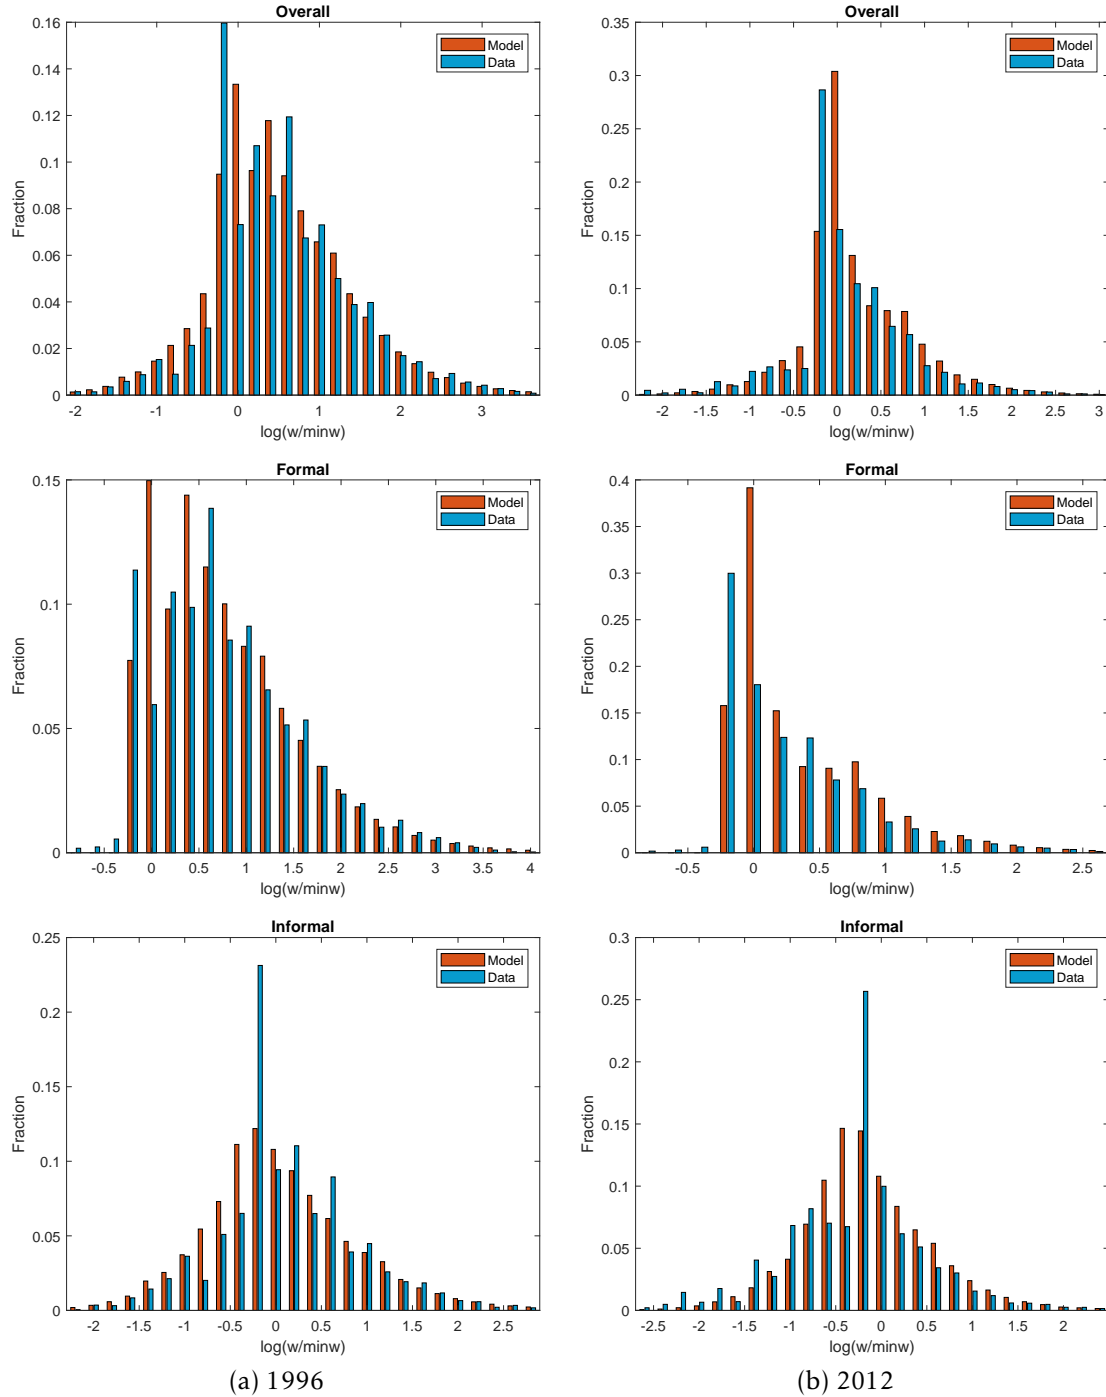 Overall
0.16
0.14
0.12
0.1
0.08
0.06
0.04
0.02
0
Fraction
Model
Data
-2 -1 0 1 2 3
log(w/minw)
Overall
0.35
0.3
0.25
0.2
0.15
0.1
0.05
0
Fraction
Model
Data
-2 -1.5 -1 -0.5 0 0.5 1 1.5 2 2.5 3
log(w/minw)
Formal
0.15
0.1
0.05
0
Fraction
Model
Data
-0.5 0 0.5 1 1.5 2 2.5 3 3.5 4
log(w/minw)
Formal
0.4
0.35
0.3
0.25
0.2
0.15
0.1
0.05
0
Fraction
Model
Data
-0.5 0 0.5 1 1.5 2 2.5
log(w/minw)
Informal
0.25
0.2
0.15
0.1
0.05
0
Fraction
Model
Data
-2 -1.5 -1 -0.5 0 0.5 1 1.5 2 2.5
log(w/minw)
Informal
0.3
0.25
0.2
0.15
0.1
0.05
0
Fraction
Model
Data
-2.5 -2 -1.5 -1 -0.5 0 0.5 1 1.5 2
log(w/minw)
(a) 1996
(b) 2012